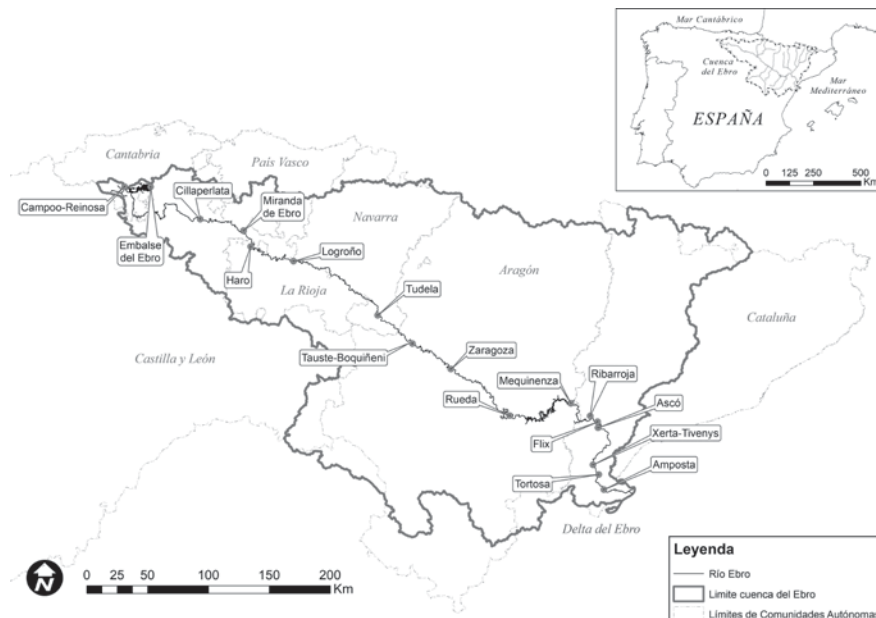 Mar Cantábrico
Cuenca
del Ebro
Mar
Mediterráneo
ESPAÑA
0 125 250 500
Km
Cantabria
País Vasco
Campoo-Reinosa
Cillaperlata
Miranda
de Ebro
Navarra
Embalse
del Ebro
Haro
Logroño
Aragón
La Rioja
Tudela
Cataluña
Castilla y León
Tauste-Boquiñeni
Zaragoza
Mequinenza
Ribarroja
Rueda
Ascó
Flix
Xerta-Tivenys
Tortosa
Amposta
Delta del Ebro
N
0 25 50 100 150 200
Km
Leyenda
Río Ebro
Limite cuenca del Ebro
Límites de Comunidades Autónomas